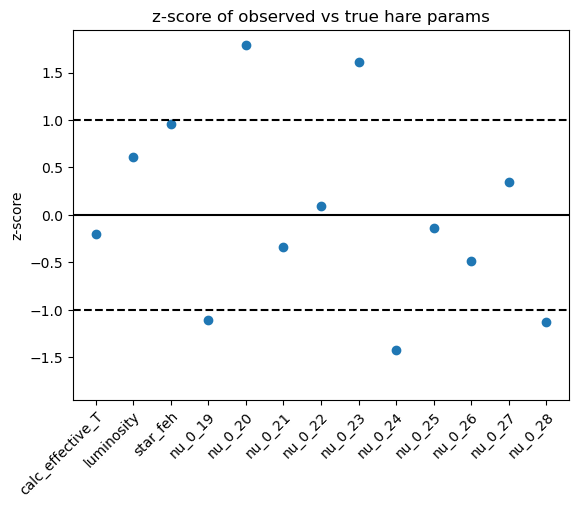 z-score of observed vs true hare params
z-score
1.5
1.0
0.5
0.0
−0.5
−1.0
−1.5
calc_effective_T
luminosity
star_feh
nu_0_19
nu_0_20
nu_0_21
nu_0_22
nu_0_23
nu_0_24
nu_0_25
nu_0_26
nu_0_27
nu_0_28